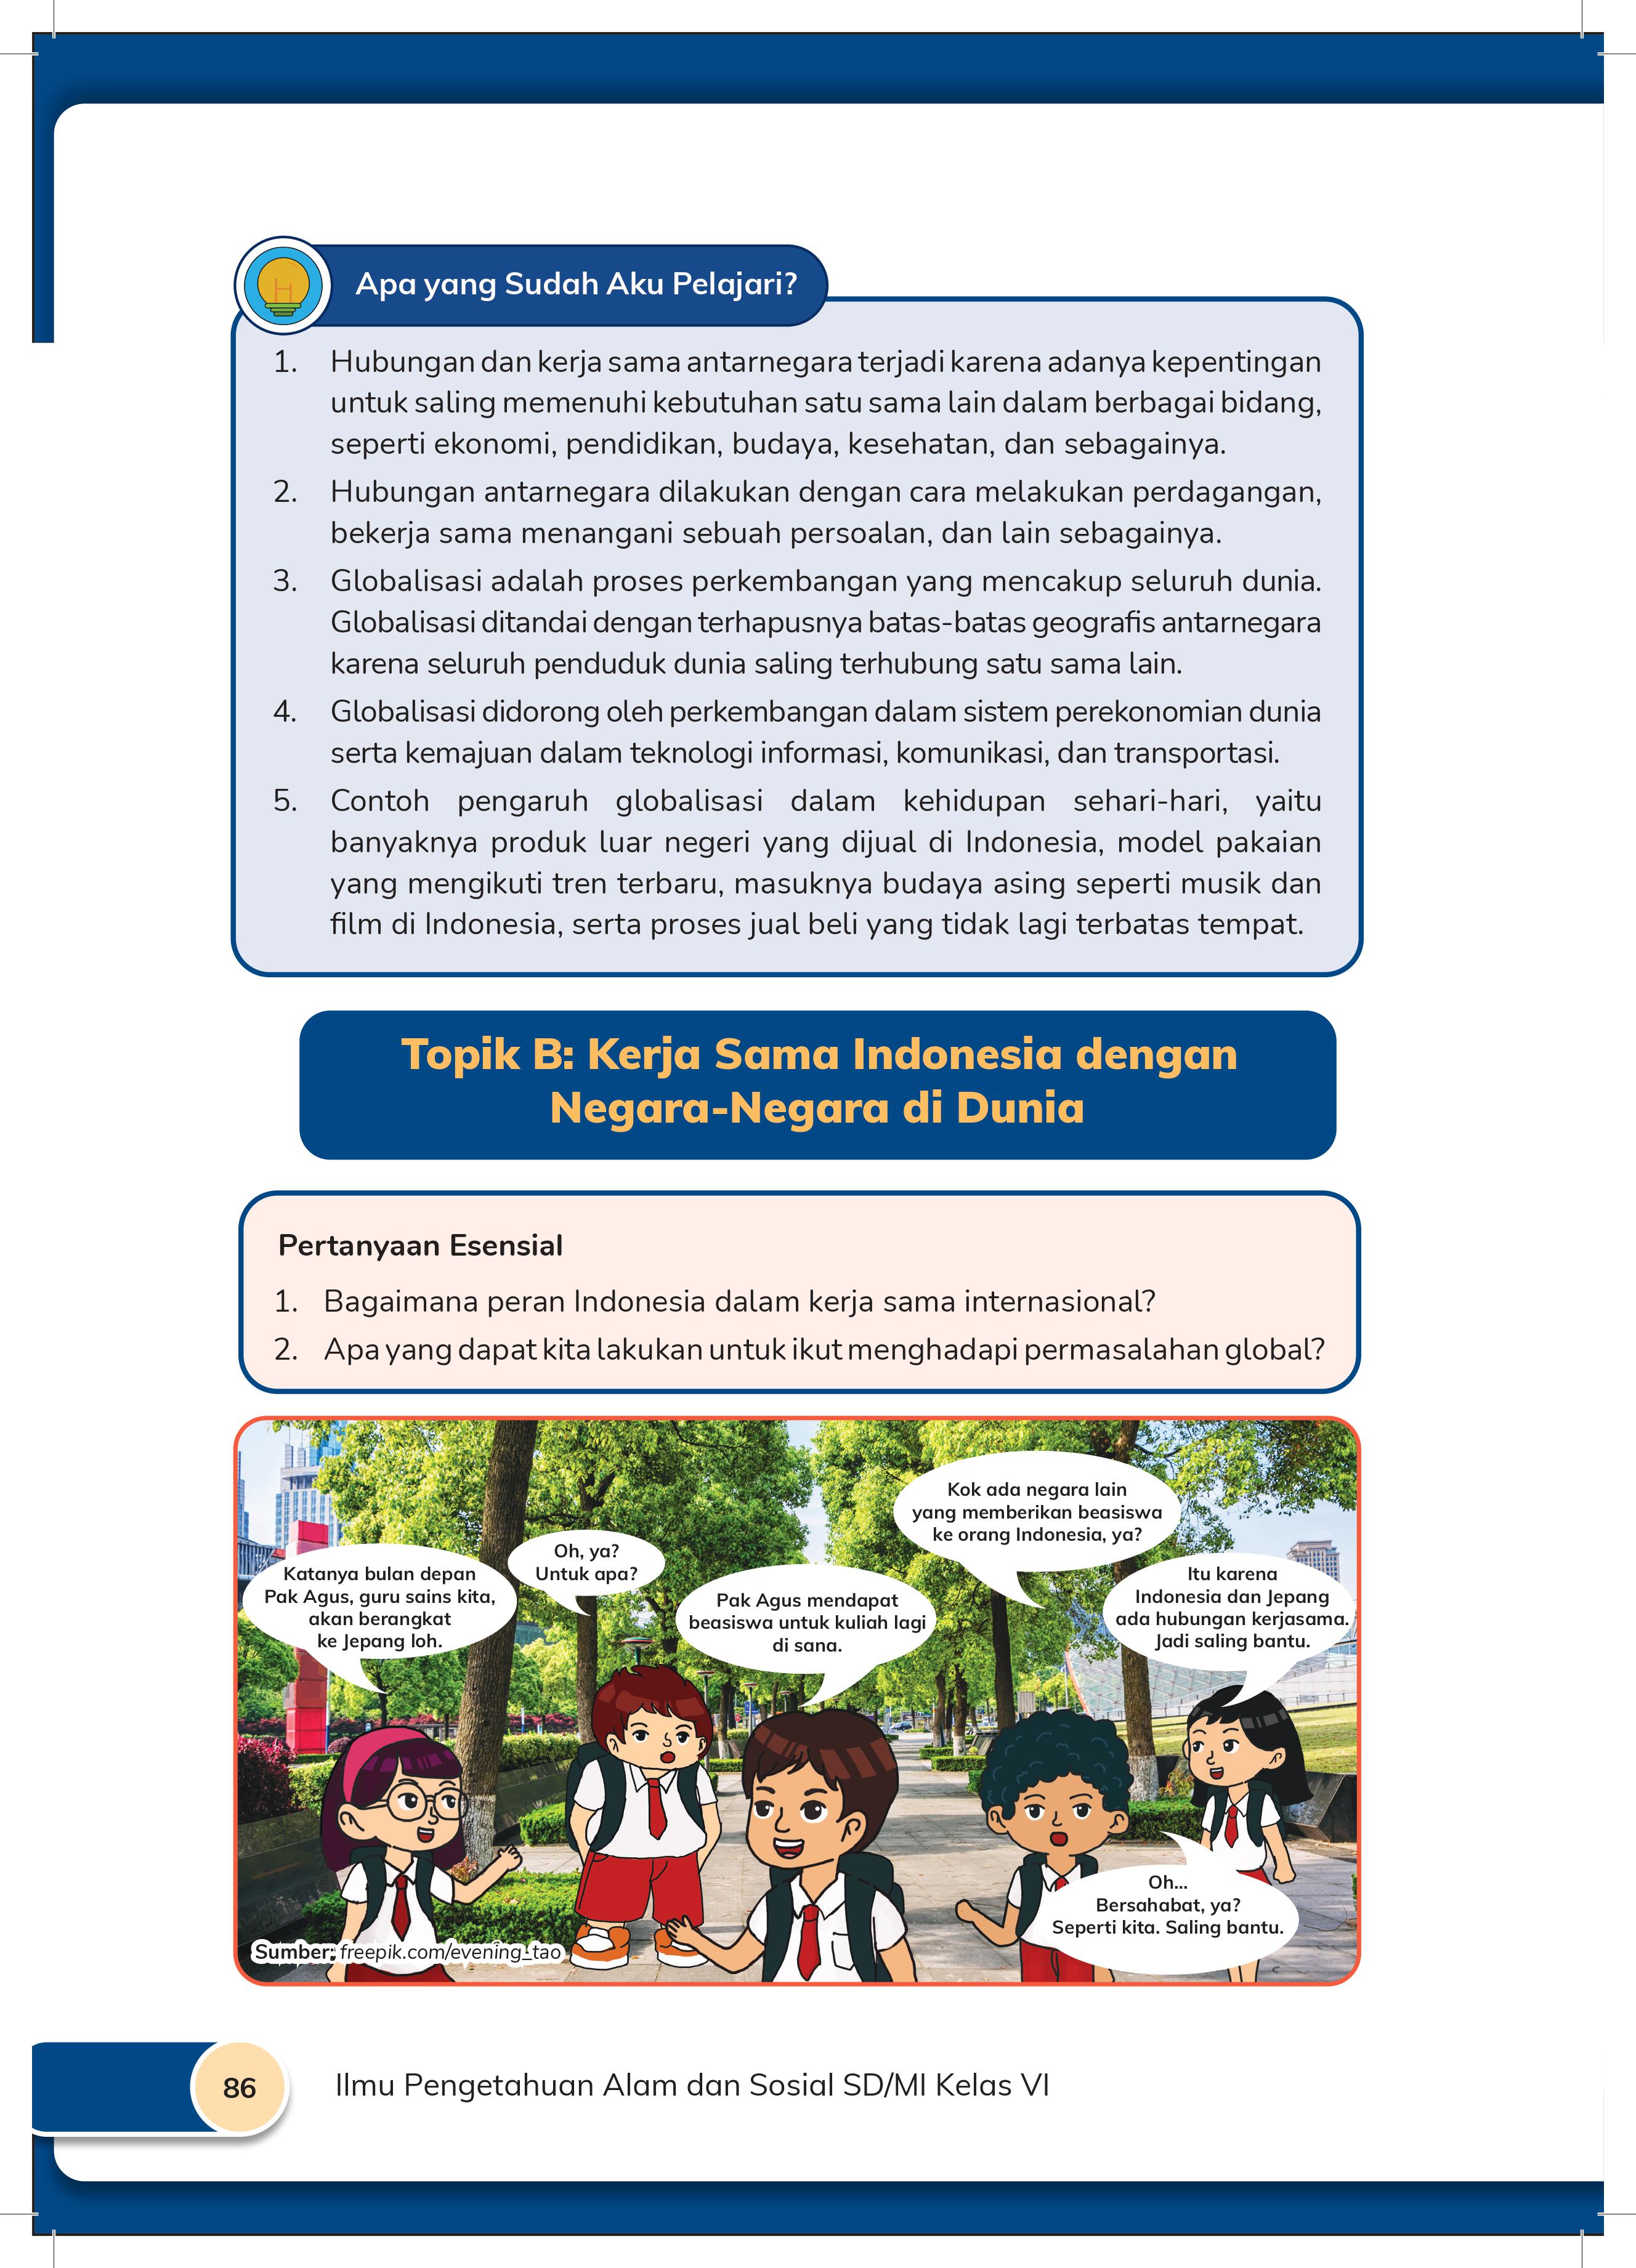 Apa yang Sudah Aku Pelajari?
1. Hubungan dan kerja sama antarnegara terjadi karena adanya kepentingan
untuk saling memenuhi kebutuhan satu sama lain dalam berbagai bidang,
seperti ekonomi, pendidikan, budaya, kesehatan, dan sebagainya.
2. Hubungan antarnegara dilakukan dengan cara melakukan perdagangan,
bekerja sama menangani sebuah persoalan, dan lain sebagainya.
3. Globalisasi adalah proses perkembangan yang mencakup seluruh dunia.
Globalisasi ditandai dengan terhapusnya batas-batas geografis antarnegara
karena seluruh penduduk dunia saling terhubung satu sama lain.
4. Globalisasi didorong oleh perkembangan dalam sistem perekonomian dunia
serta kemajuan dalam teknologi informasi, komunikasi, dan transportasi.
5. Contoh pengaruh globalisasi dalam kehidupan sehari-hari, yaitu
banyaknya produk luar negeri yang dijual di Indonesia, model pakaian
yang mengikuti tren terbaru, masuknya budaya asing seperti musik dan
film di Indonesia, serta proses jual beli yang tidak lagi terbatas tempat.
Topik B: Kerja Sama Indonesia dengan
Negara-Negara di Dunia
Pertanyaan Esensial
1. Bagaimana peran Indonesia dalam kerja sama internasional?
2. Apa yang dapat kita lakukan untuk ikut menghadapi permasalahan global?
Katanya bulan depan
Pak Agus, guru sains kita,
akan berangkat
ke Jepang loh.
Oh, ya?
Untuk apa?
Pak Agus mendapat
beasiswa untuk kuliah lagi
di sana.
Kok ada negara lain
yang memberikan beasiswa
ke orang Indonesia, ya?
Itu karena
Indonesia dan Jepang
ada hubungan kerjasama.
Jadi saling bantu.
Oh...
Bersahabat, ya?
Seperti kita. Saling bantu.
Sumber: freepik.com/evening_tao
86
Ilmu Pengetahuan Alam dan Sosial SD/MI Kelas VI